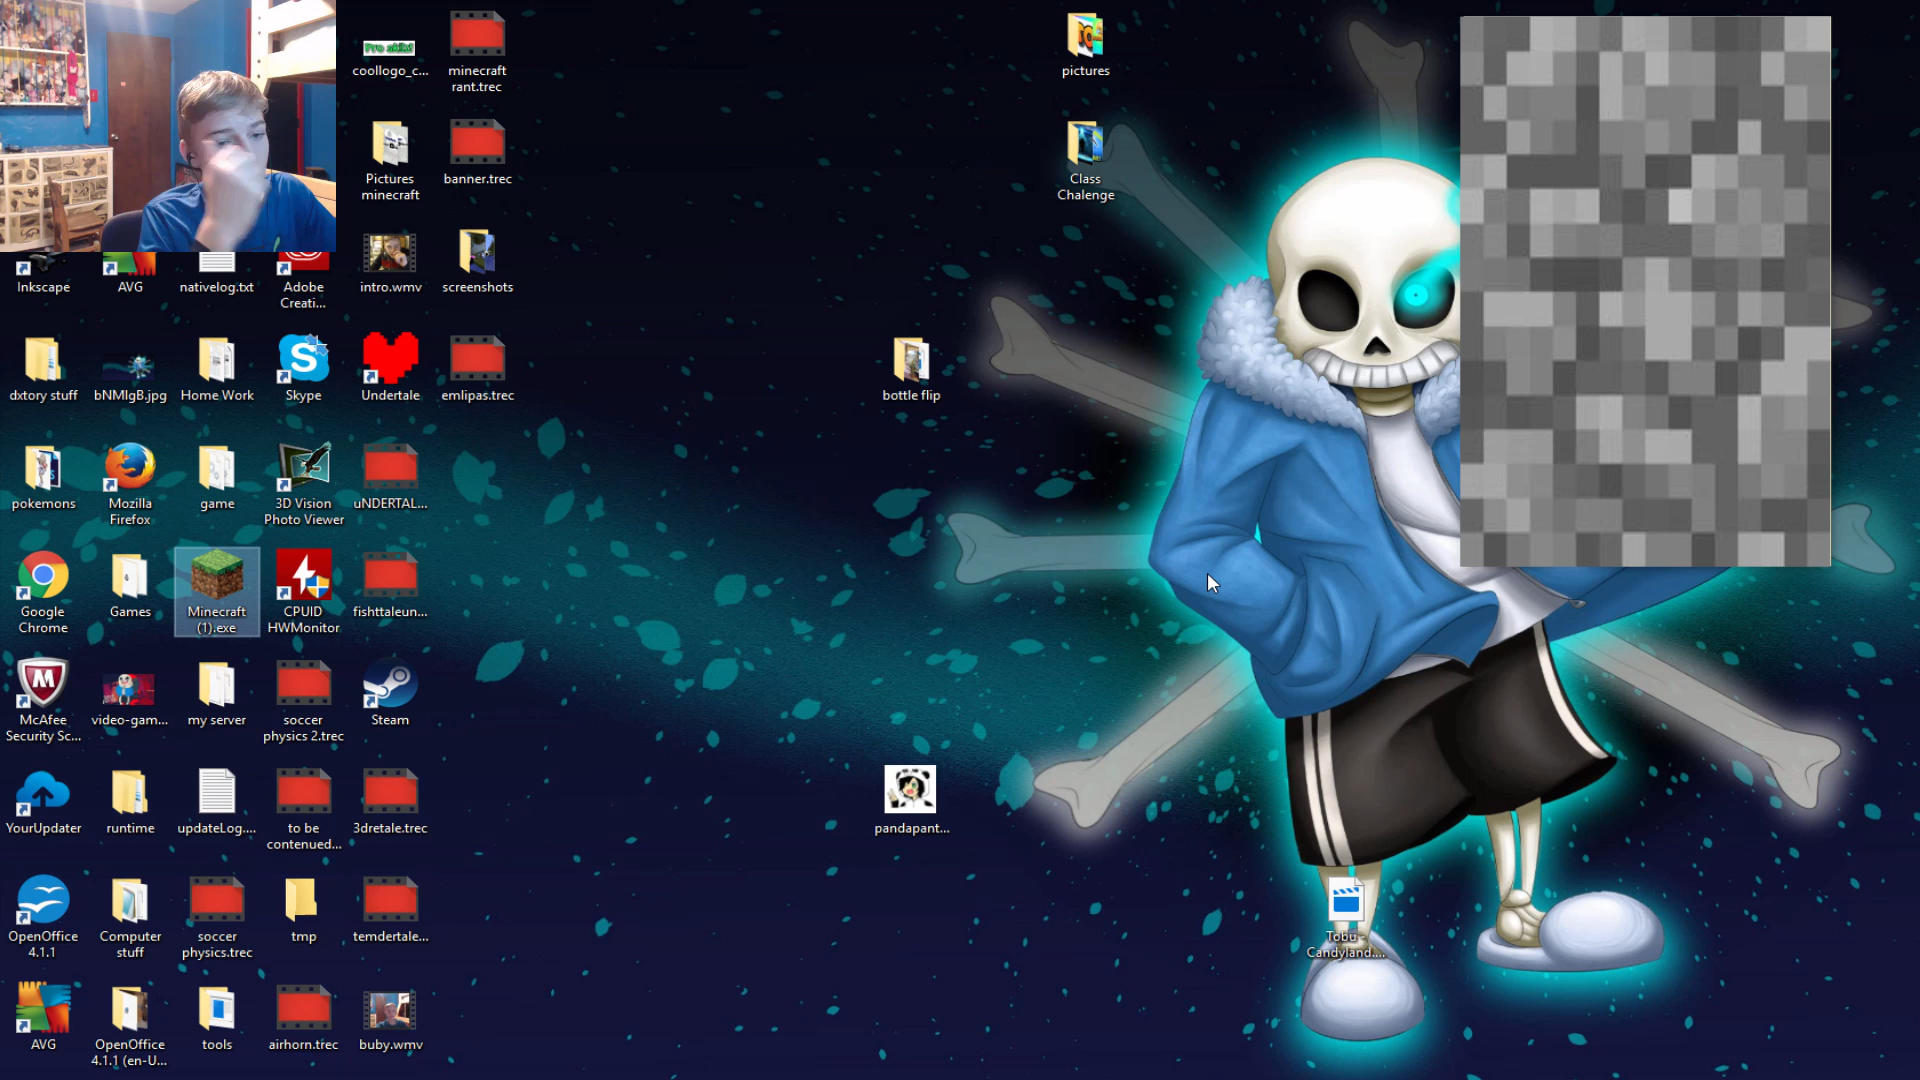 Pro skilz!
coollogo_c...
minecraft
rant.trec
pictures
Pictures
minecraft
banner.trec
Class
Chalenge
Inkscape
AVG
nativelog.txt
Adobe
Creati...
intro.wmv
screenshots
dxtory stuff
bNMIgB.jpg
Home Work
Skype
Undertale
emlipas.trec
bottle flip
pokemons
Mozilla
Firefox
game
3D Vision
Photo Viewer
uNDERTAL...
Google
Chrome
Games
Minecraft
(1).exe
CPUID
HWMonitor
fishttaleun...
McAfee
Security Sc...
video-gam...
my server
soccer
physics 2.trec
Steam
YourUpdater
runtime
updateLog....
to be
contenued...
3dretale.trec
pandapant...
OpenOffice
4.1.1
Computer
stuff
soccer
physics.trec
tmp
temdertale...
Tobu -
Candyland....
AVG
OpenOffice
4.1.1 (en-U...
tools
airhorn.trec
buby.wmv